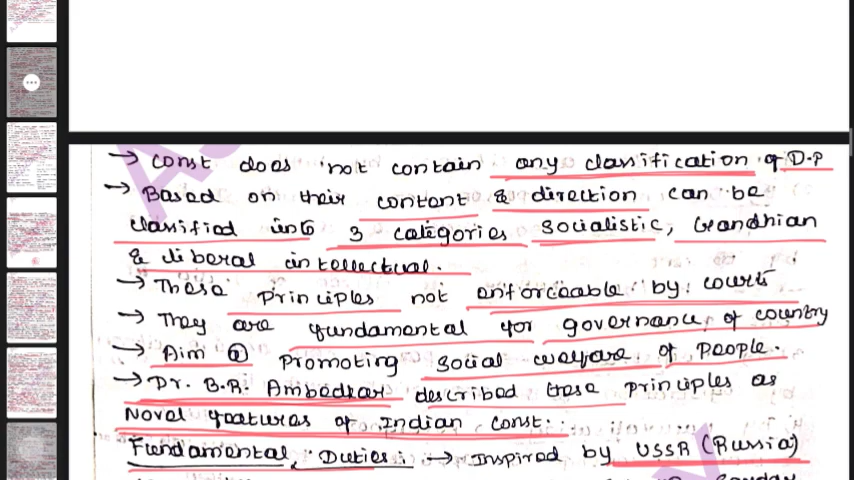 → Const does not contain any classification of D.P
→ Based on their content & direction can be
classified into 3 categories Socialistic, Gandhian
& liberal intellectual.
→ These principles not enforceable by courts
→ They are fundamental for governance of country
→ Aim @ promoting social welfare of people.
→ Dr. B.R. Ambedkar described these principles as
Noval features of Indian Const.
Fundamental Duties: → Inspired by USSR (Russia)